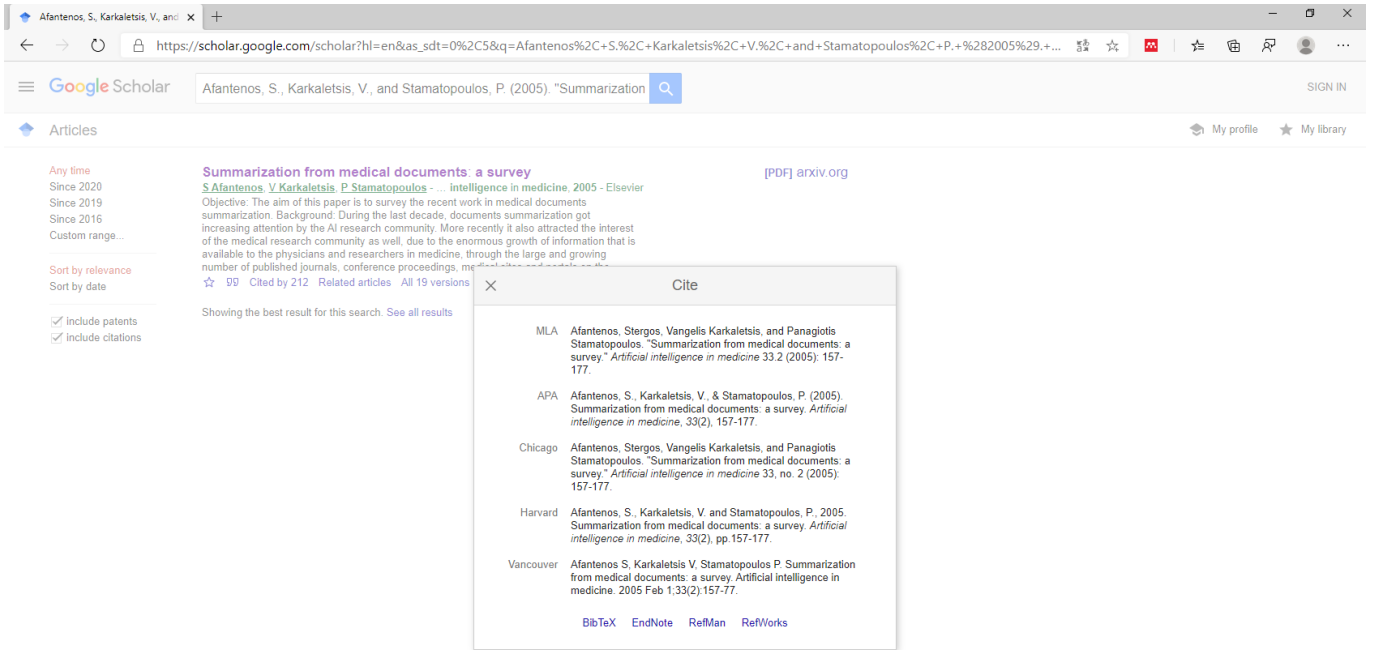 Afantenos, S., Karkaletsis, V., and
https://scholar.google.com/scholar?hl=en&as_sdt=0%2C5&q=Afantenos%2C+S.%2C+Karkaletsis%2C+V.%2C+and+Stamatopoulos%2C+P.+%282005%29.+...
Google Scholar
Afantenos, S., Karkaletsis, V., and Stamatopoulos, P. (2005). "Summarization
SIGN IN
Articles
My profile
My library
Any time
Since 2020
Since 2019
Since 2016
Custom range...
Sort by relevance
Sort by date
include patents
include citations
Summarization from medical documents: a survey
[PDF] arxiv.org
S Afantenos, V Karkaletsis, P Stamatopoulos - … intelligence in medicine, 2005 - Elsevier
Objective: The aim of this paper is to survey the recent work in medical documents
summarization. Background: During the last decade, documents summarization got
increasing attention by the AI research community. More recently it also attracted the interest
of the medical research community as well, due to the enormous growth of information that is
available to the physicians and researchers in medicine, through the large and growing
number of published journals, conference proceedings, medical sites and portals on the
Cited by 212 Related articles All 19 versions
Showing the best result for this search. See all results
Cite
MLA
Afantenos, Stergos, Vangelis Karkaletsis, and Panagiotis
Stamatopoulos. "Summarization from medical documents: a
survey." Artificial intelligence in medicine 33.2 (2005): 157-
177.
APA
Afantenos, S., Karkaletsis, V., & Stamatopoulos, P. (2005).
Summarization from medical documents: a survey. Artificial
intelligence in medicine, 33(2), 157-177.
Chicago
Afantenos, Stergos, Vangelis Karkaletsis, and Panagiotis
Stamatopoulos. "Summarization from medical documents: a
survey." Artificial intelligence in medicine 33, no. 2 (2005):
157-177.
Harvard
Afantenos, S., Karkaletsis, V. and Stamatopoulos, P., 2005.
Summarization from medical documents: a survey. Artificial
intelligence in medicine, 33(2), pp.157-177.
Vancouver
Afantenos S, Karkaletsis V, Stamatopoulos P. Summarization
from medical documents: a survey. Artificial intelligence in
medicine. 2005 Feb 1;33(2):157-77.
BibTeX EndNote RefMan RefWorks